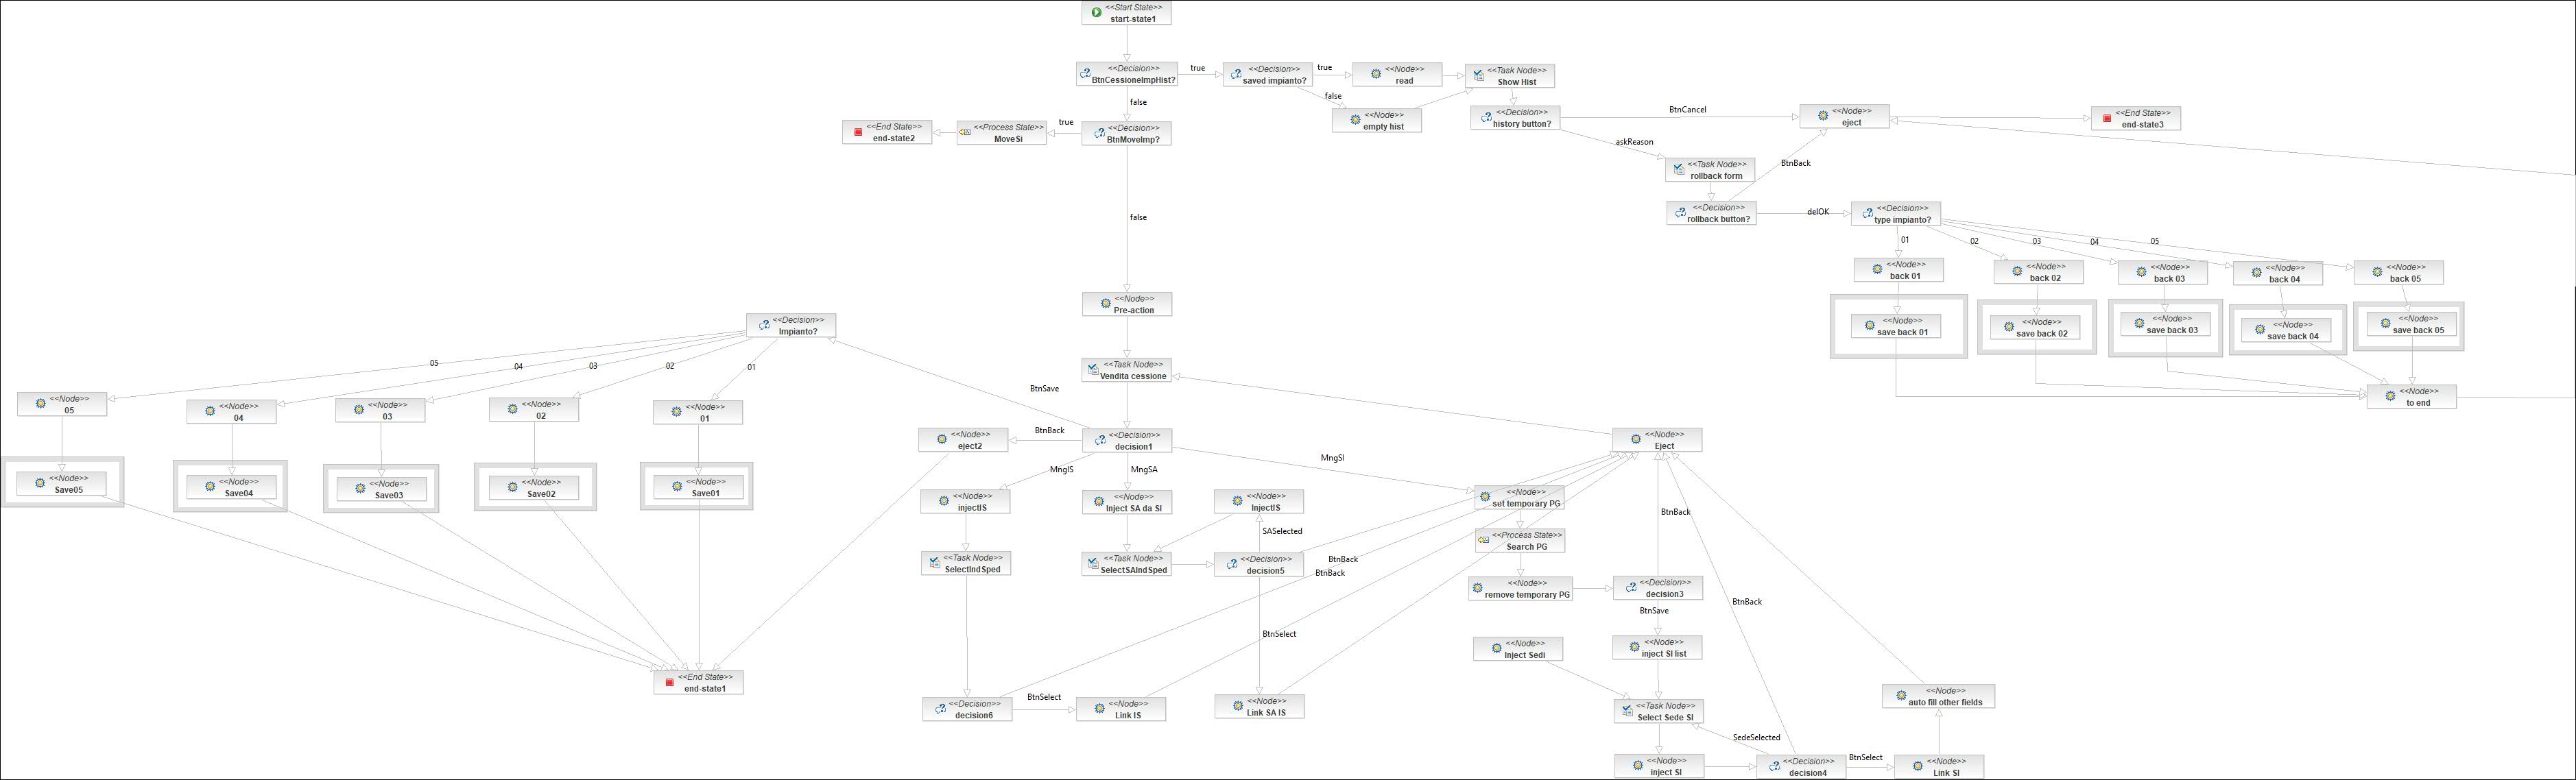 <<Start State>>
start-state1
<<Decision>>
BtnCessioneImpHist?
true
<<Decision>>
saved impianto?
true
<<Node>>
read
<<Task Node>>
Show Hist
false
false
<<Node>>
empty hist
<<Decision>>
history button?
BtnCancel
<<Node>>
eject
<<End State>>
end-state3
<<End State>>
end-state2
<<Process State>>
MoveSI
true
<<Decision>>
BtnMoveImp?
askReason
<<Task Node>>
rollback form
BtnBack
<<Decision>>
rollback button?
delOK
<<Decision>>
type impianto?
false
01
02
03
04
05
<<Node>>
back 01
<<Node>>
back 02
<<Node>>
back 03
<<Node>>
back 04
<<Node>>
back 05
<<Node>>
save back 01
<<Node>>
save back 02
<<Node>>
save back 03
<<Node>>
save back 04
<<Node>>
save back 05
<<Node>>
to end
<<Node>>
Pre-action
<<Decision>>
Impianto?
05
04
03
02
01
<<Task Node>>
Vendita cessione
BtnSave
<<Node>>
05
<<Node>>
04
<<Node>>
03
<<Node>>
02
<<Node>>
01
<<Node>>
eject2
BtnBack
<<Decision>>
decision1
<<Node>>
Eject
MngIS
MngSA
MngSI
<<Node>>
Save05
<<Node>>
Save04
<<Node>>
Save03
<<Node>>
Save02
<<Node>>
Save01
<<Node>>
injectIS
<<Node>>
Inject SA da SI
<<Node>>
InjectIS
<<Node>>
set temporary PG
BtnBack
SASelected
<<Process State>>
Search PG
<<Task Node>>
SelectIndSped
<<Task Node>>
SelectSAIndSped
<<Decision>>
decision5
BtnBack
BtnBack
<<Node>>
remove temporary PG
<<Decision>>
decision3
BtnBack
BtnSave
BtnSelect
<<Node>>
Inject Sedi
<<Node>>
inject SI list
<<End State>>
end-state1
<<Decision>>
decision6
BtnSelect
<<Node>>
Link IS
<<Node>>
Link SA IS
<<Task Node>>
Select Sede SI
<<Node>>
auto fill other fields
SedeSelected
<<Node>>
inject SI
<<Decision>>
decision4
BtnSelect
<<Node>>
Link SI